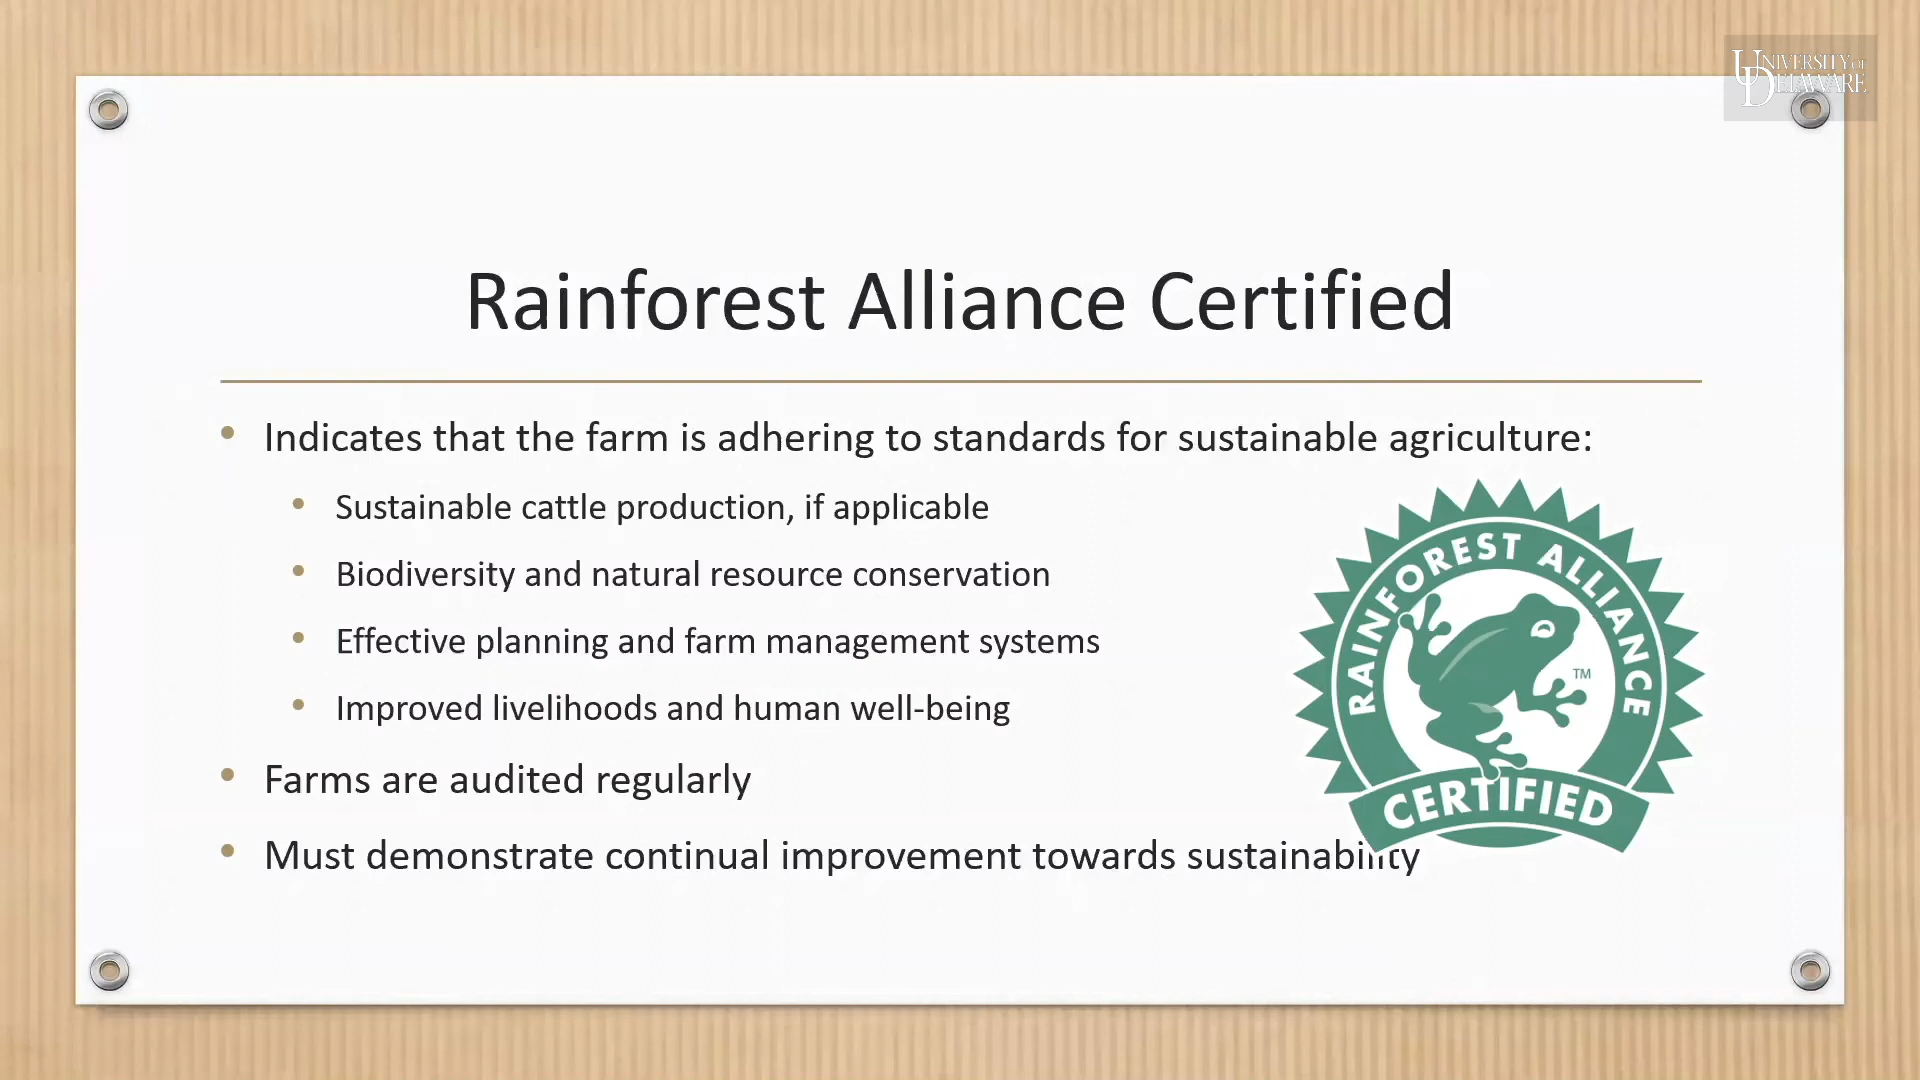 UNIVERSITY OF
DELAWARE
Rainforest Alliance Certified
• Indicates that the farm is adhering to standards for sustainable agriculture:
• Sustainable cattle production, if applicable
• Biodiversity and natural resource conservation
• Effective planning and farm management systems
• Improved livelihoods and human well-being
• Farms are audited regularly
• Must demonstrate continual improvement towards sustainability
RAINFOREST ALLIANCE
TM
CERTIFIED